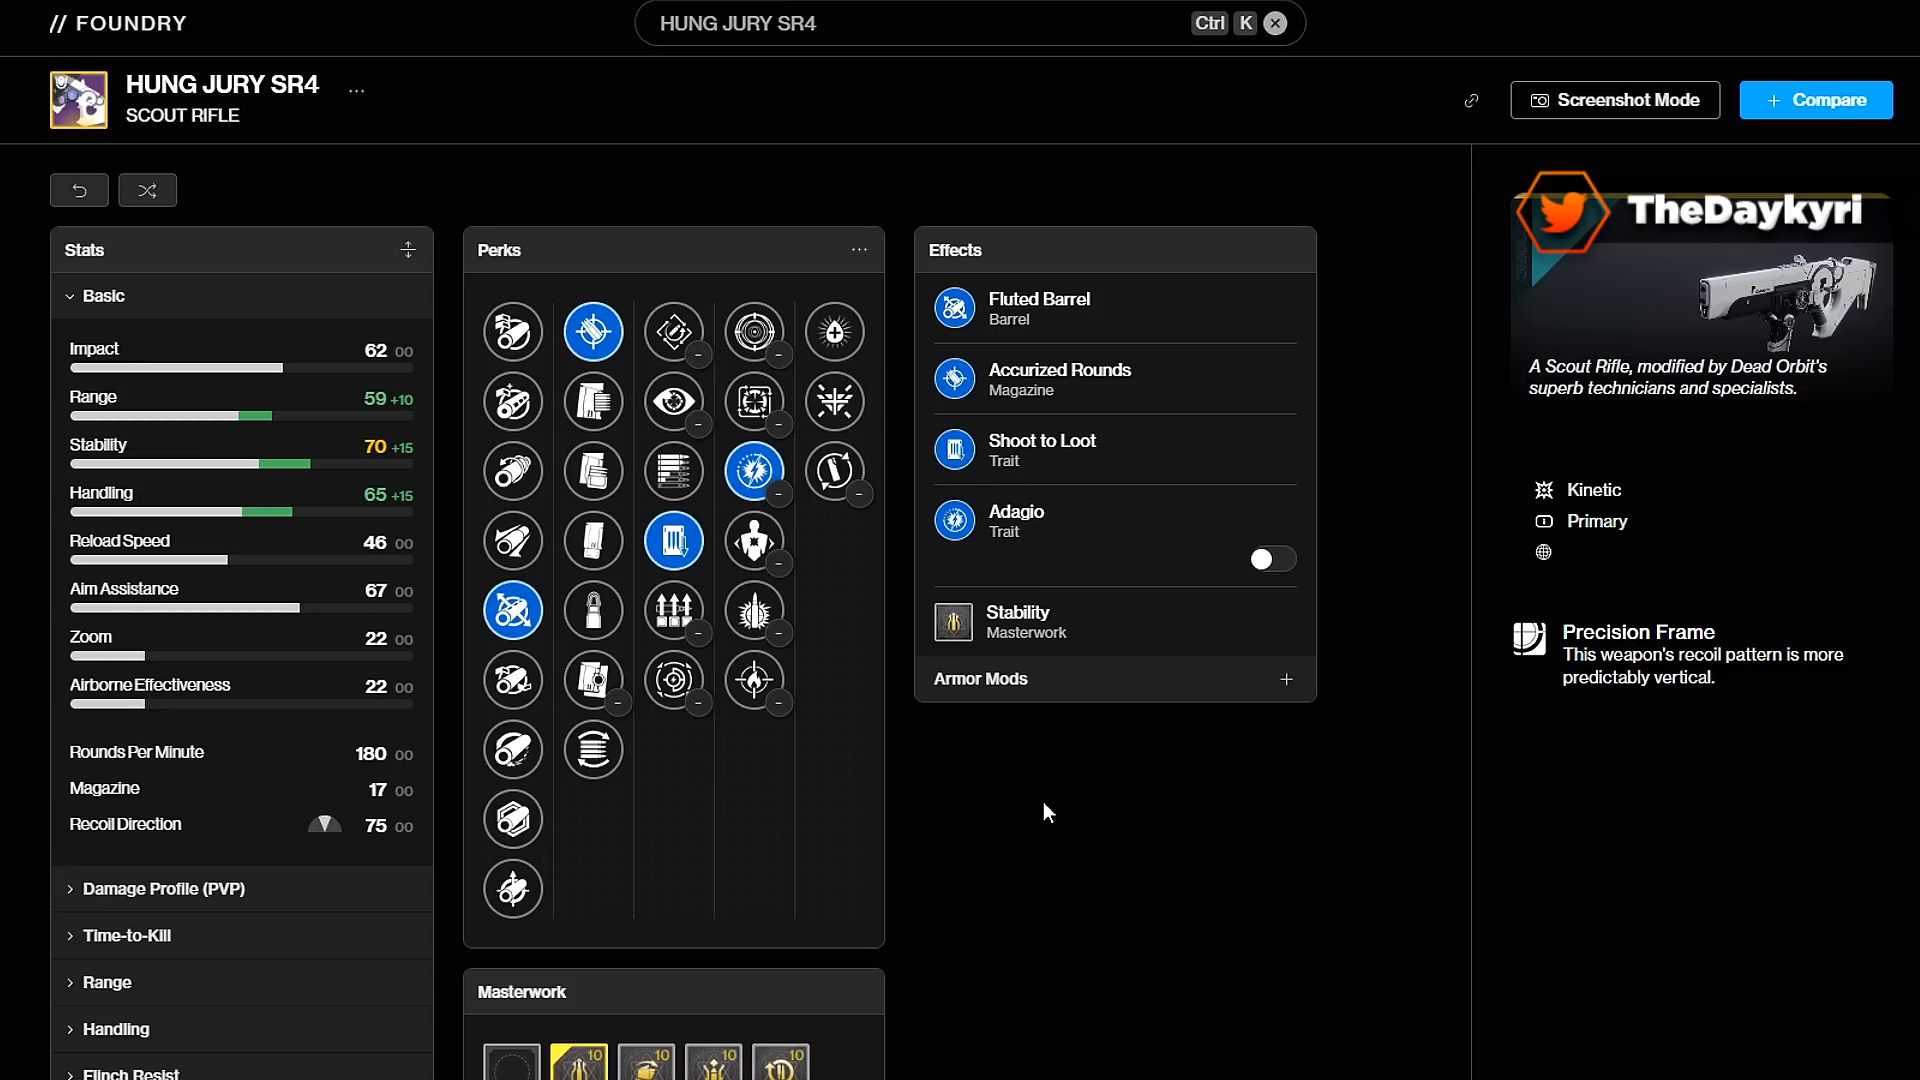 // FOUNDRY
HUNG JURY SR4
Ctrl K
HUNG JURY SR4 ...
SCOUT RIFLE
Screenshot Mode
+ Compare
TheDaykyri
A Scout Rifle, modified by Dead Orbit's
superb technicians and specialists.
Kinetic
Primary
Precision Frame
This weapon's recoil pattern is more
predictably vertical.
Stats
Basic
Impact 62 00
Range 59 +10
Stability 70 +15
Handling 65 +15
Reload Speed 46 00
Aim Assistance 67 00
Zoom 22 00
Airborne Effectiveness 22 00
Rounds Per Minute 180 00
Magazine 17 00
Recoil Direction 75 00
Damage Profile (PVP)
Time-to-Kill
Range
Handling
Flinch Resist
Perks ...
Masterwork
10 10 10 10
Effects
Fluted Barrel
Barrel
Accurized Rounds
Magazine
Shoot to Loot
Trait
Adagio
Trait
Stability
Masterwork
Armor Mods +